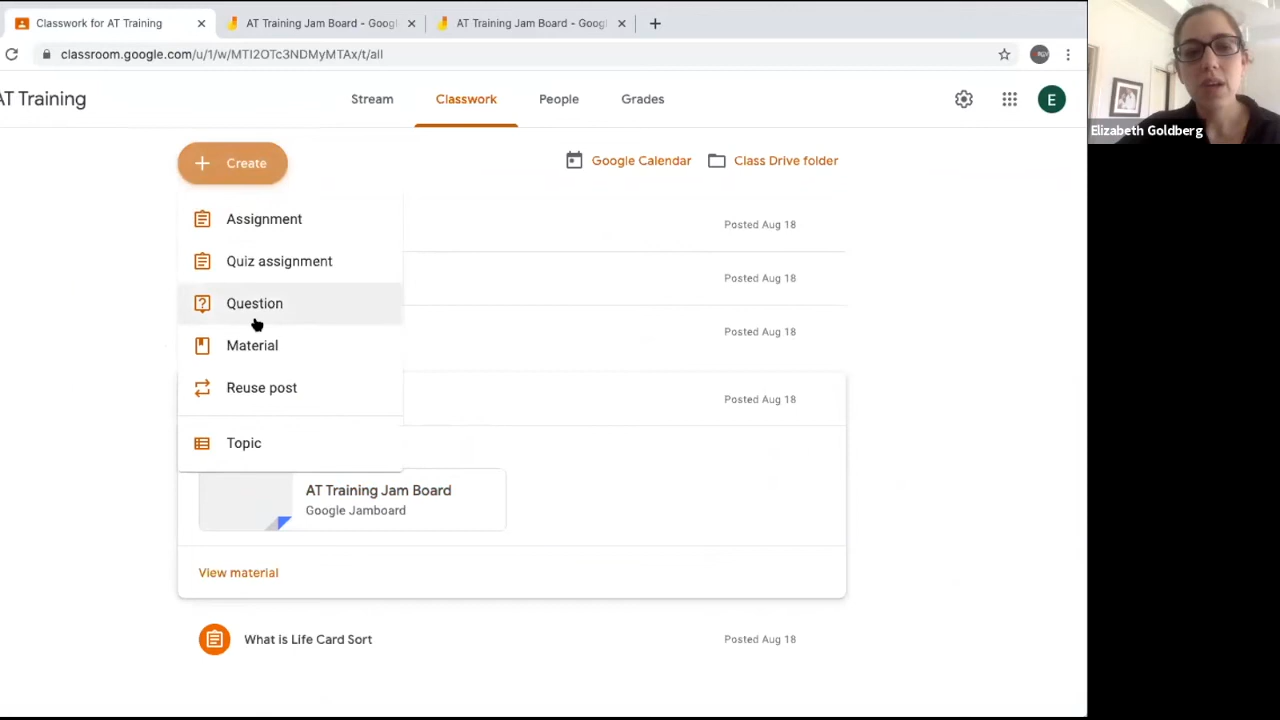 Classwork for AT Training
AT Training Jam Board - Googl
AT Training Jam Board - Googl
classroom.google.com/u/1/w/MTI2OTc3NDMyMTAx/t/all
AT Training
Stream
Classwork
People
Grades
E
Elizabeth Goldberg
Create
Google Calendar
Class Drive folder
Assignment
Posted Aug 18
Quiz assignment
Posted Aug 18
Question
Posted Aug 18
Material
Reuse post
Posted Aug 18
Topic
AT Training Jam Board
Google Jamboard
View material
What is Life Card Sort
Posted Aug 18